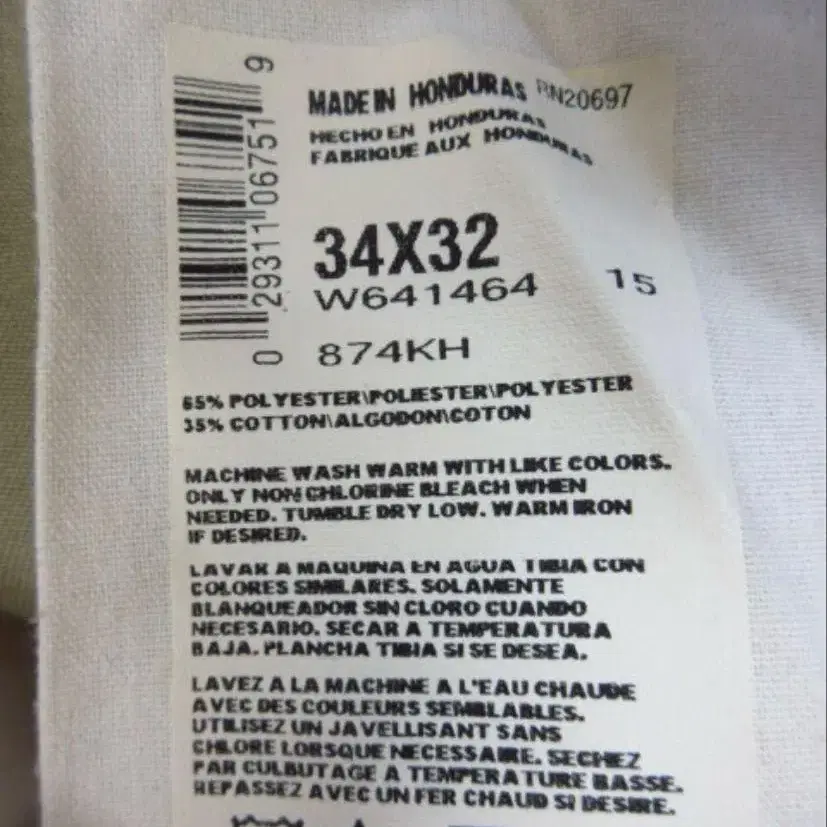 0 29311 06751 9
MADE IN HONDURAS RN20697
HECHO EN HONDURAS
FABRIQUE AUX HONDURAS
34X32
W641464 15
874KH
65% POLYESTER\POLIESTER\POLYESTER
35% COTTON\ALGODON\COTON
MACHINE WASH WARM WITH LIKE COLORS.
ONLY NON CHLORINE BLEACH WHEN
NEEDED. TUMBLE DRY LOW. WARM IRON
IF DESIRED.
LAVAR A MAQUINA EN AGUA TIBIA CON
COLORES SIMILARES. SOLAMENTE
BLANQUEADOR SIN CLORO CUANDO
NECESARIO. SECAR A TEMPERATURA
BAJA. PLANCHA TIBIA SI SE DESEA.
LAVEZ A LA MACHINE A L'EAU CHAUDE
AVEC DES COULEURS SEMBLABLES.
UTILISEZ UN JAVELLISANT SANS
CHLORE LORSQUE NECESSAIRE. SECHEZ
PAR CULBUTAGE A TEMPERATURE BASSE.
REPASSEZ AVEC UN FER CHAUD SI DESIRE.